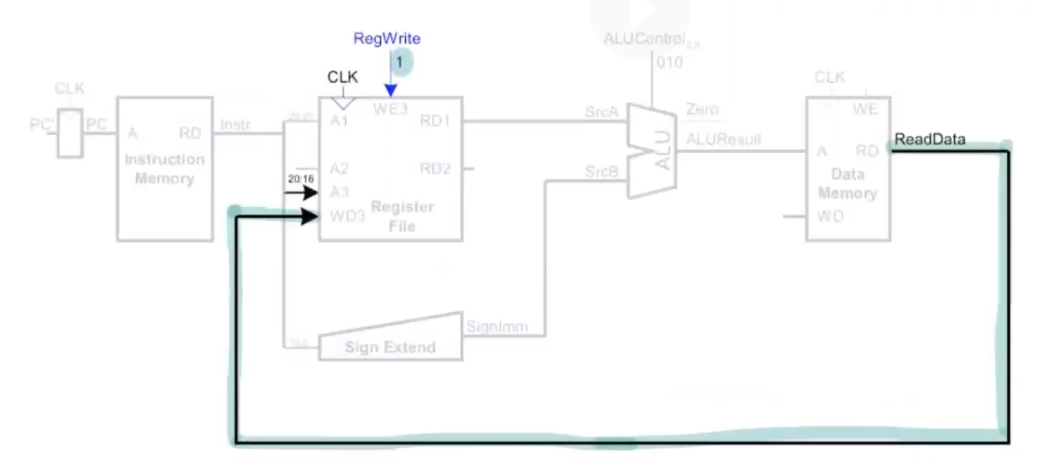 RegWrite
ALUControl2:0
1
010
CLK
CLK
CLK
PC'
PC
A
RD
Instr
25:21
A1
WE3
RD1
SrcA
Zero
WE
Instruction
Memory
ALU
ALUResult
A
RD
ReadData
A2
RD2
SrcB
Data
Memory
20:16
A3
WD3
Register
File
WD
SignImm
15:0
Sign Extend